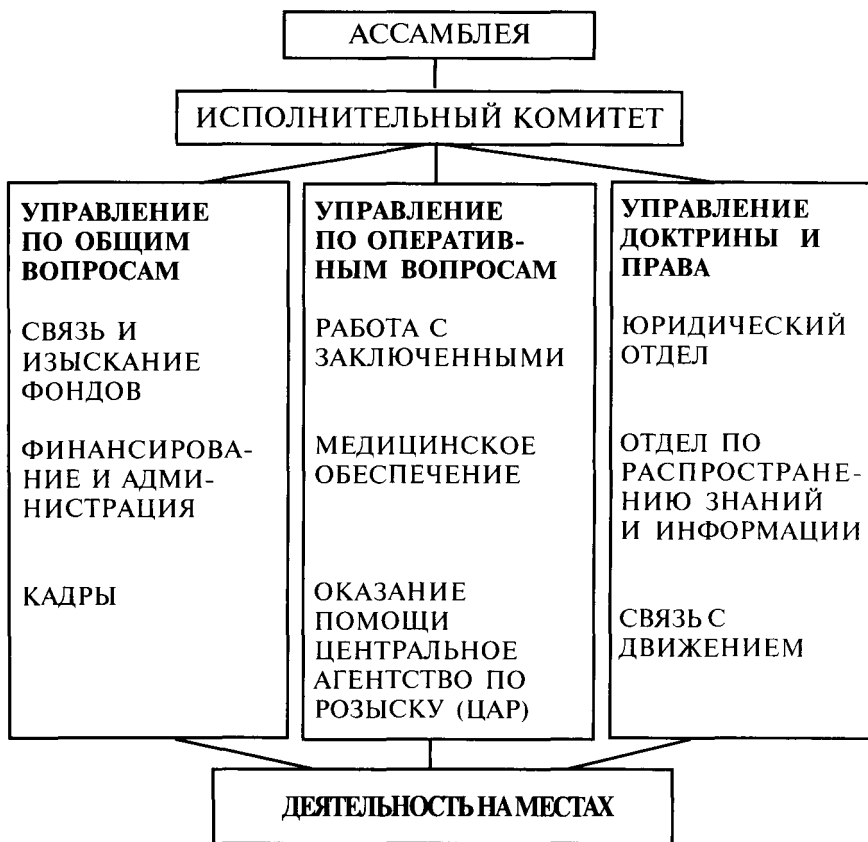 АССАМБЛЕЯ
ИСПОЛНИТЕЛЬНЫЙ КОМИТЕТ
УПРАВЛЕНИЕ
ПО ОБЩИМ
ВОПРОСАМ
СВЯЗЬ И
ИЗЫСКАНИЕ
ФОНДОВ
ФИНАНСИРОВА-
НИЕ И АДМИ-
НИСТРАЦИЯ
КАДРЫ
УПРАВЛЕНИЕ
ПО ОПЕРАТИВ-
НЫМ ВОПРОСАМ
РАБОТА С
ЗАКЛЮЧЕННЫМИ
МЕДИЦИНСКОЕ
ОБЕСПЕЧЕНИЕ
ОКАЗАНИЕ
ПОМОЩИ
ЦЕНТРАЛЬНОЕ
АГЕНТСТВО ПО
РОЗЫСКУ (ЦАР)
УПРАВЛЕНИЕ
ДОКТРИНЫ И
ПРАВА
ЮРИДИЧЕСКИЙ
ОТДЕЛ
ОТДЕЛ ПО
РАСПРОСТРАНЕ-
НИЮ ЗНАНИЙ
И ИНФОРМАЦИИ
СВЯЗЬ С
ДВИЖЕНИЕМ
ДЕЯТЕЛЬНОСТЬ НА МЕСТАХ